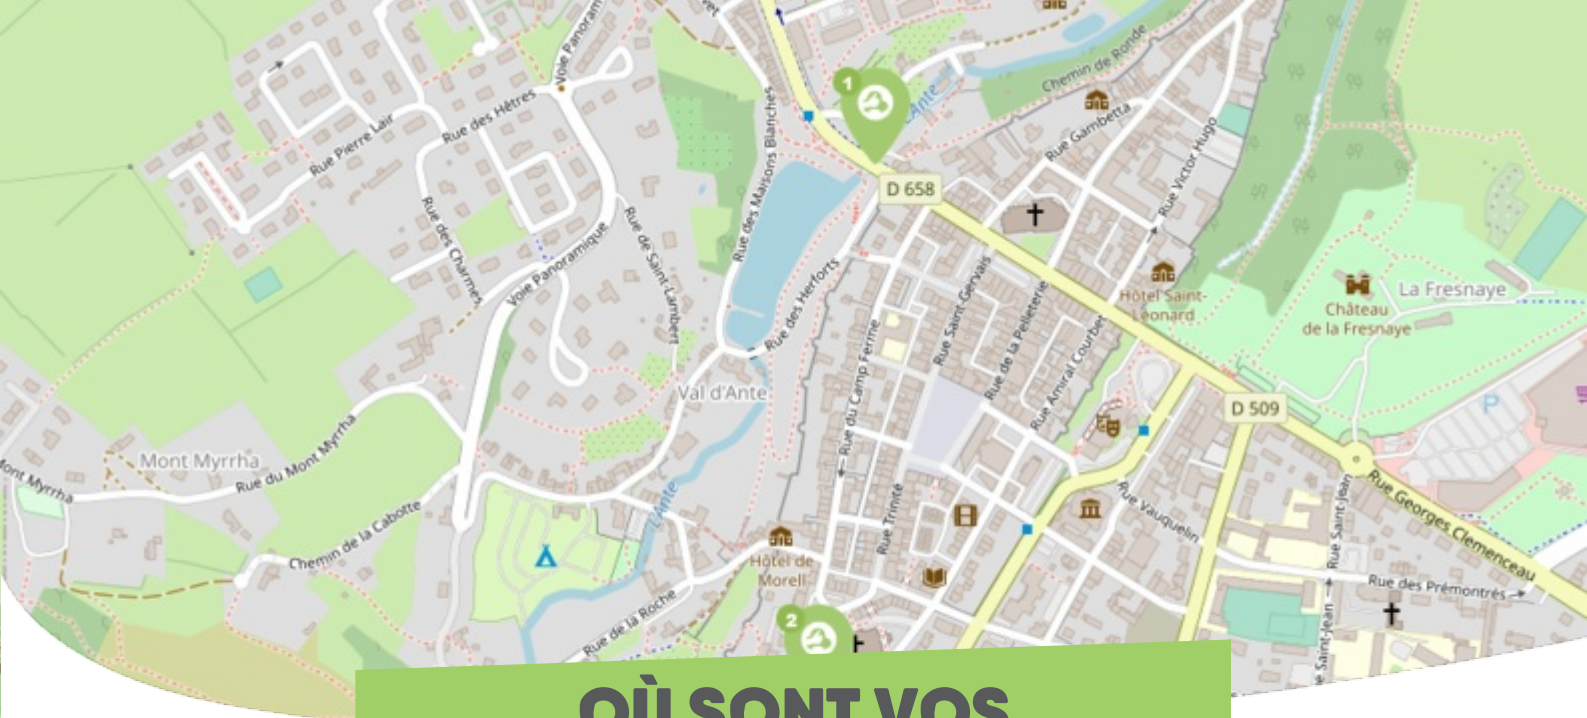 Voie Panoram
Chemin de Ronde
1
L'Ante
Rue des Hêtres
Rue Pierre Lair
Rue des Maisons Blanches
Rue Gambetta
Rue Victor Hugo
D 658
Rue des Charmes
Voie Panoramique
Rue de Saint-Lambert
Rue des Herforts
Rue Saint-Gervais
Rue de la Pelleterie
Hôtel Saint-
Léonard
Château
de la Fresnaye
La Fresnaye
Rue du Camp Ferme
Rue Amiral Courbet
Val d'Ante
D 509
P
Mont Myrrha
Mont Myrrha
Rue du Mont Myrrha
Chemin de la Cabotte
L'Ante
Rue Trinité
Rue Vauquelin
Rue Saint-Jean
Rue Georges Clemenceau
Hôtel de
Morell
Rue des Prémontrés
Rue de la Roche
e Saint-Jean
2
OÙ SONT VOS